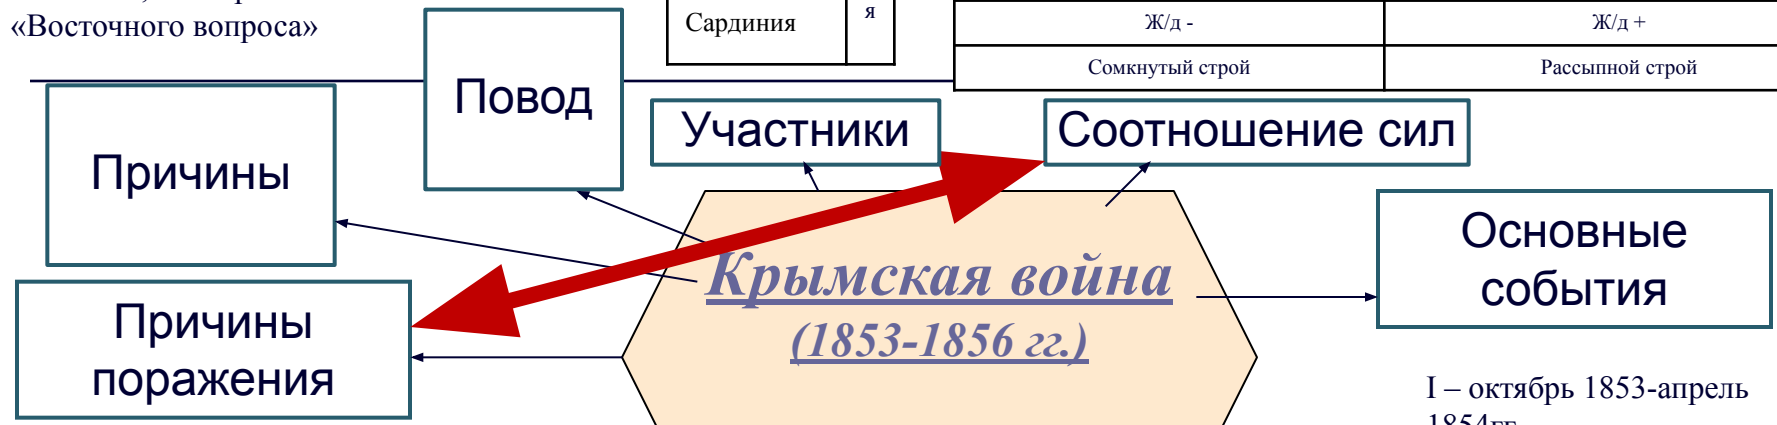 «Восточного вопроса»
Сардиния
я
Ж/д -
Ж/д +
Сомкнутый строй
Рассыпной строй
Повод
Причины
Участники
Соотношение сил
Основные
события
Крымская война
(1853-1856 гг.)
Причины
поражения
I – октябрь 1853-апрель
1854гг